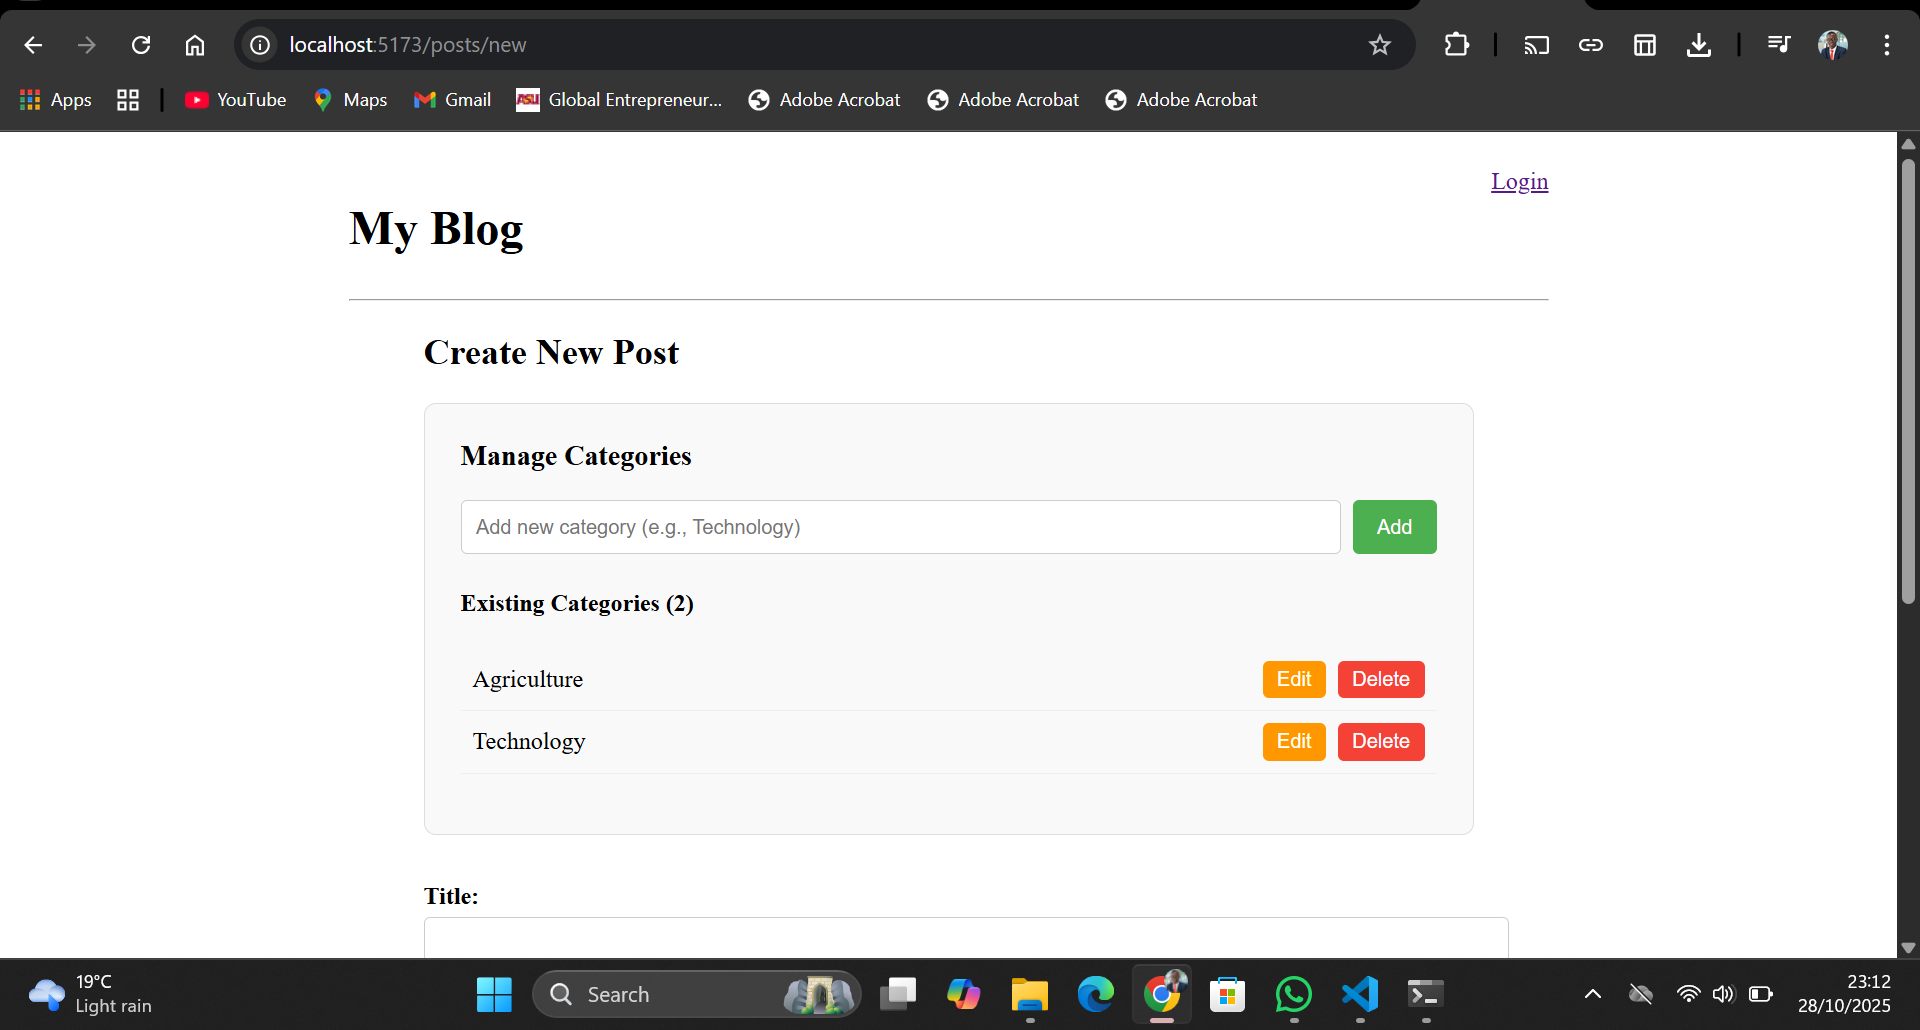 localhost:5173/posts/new
Apps
YouTube
Maps
Gmail
ASU
Global Entrepreneur...
Adobe Acrobat
Adobe Acrobat
Adobe Acrobat
Login
My Blog
Create New Post
Manage Categories
Add new category (e.g., Technology)
Add
Existing Categories (2)
Agriculture
Edit
Delete
Technology
Edit
Delete
Title:
19°C
Light rain
Search
23:12
28/10/2025